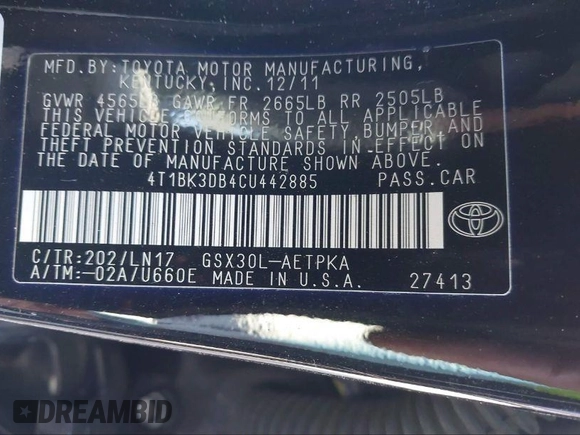 MFD.BY:TOYOTA MOTOR MANUFACTURING,
KENTUCKY, INC. 12/11
GVWR 4565LB GAWR FR 2665LB RR 2505LB
THIS VEHICLE CONFORMS TO ALL APPLICABLE
FEDERAL MOTOR VEHICLE SAFETY, BUMPER, AND
THEFT PREVENTION STANDARDS IN EFFECT ON
THE DATE OF MANUFACTURE SHOWN ABOVE.
4T1BK3DB4CU442885 PASS.CAR
C/TR:202/LN17 GSX30L-AETPKA
A/TM:-02A/U660E MADE IN U.S.A. 27413
DREAMBID